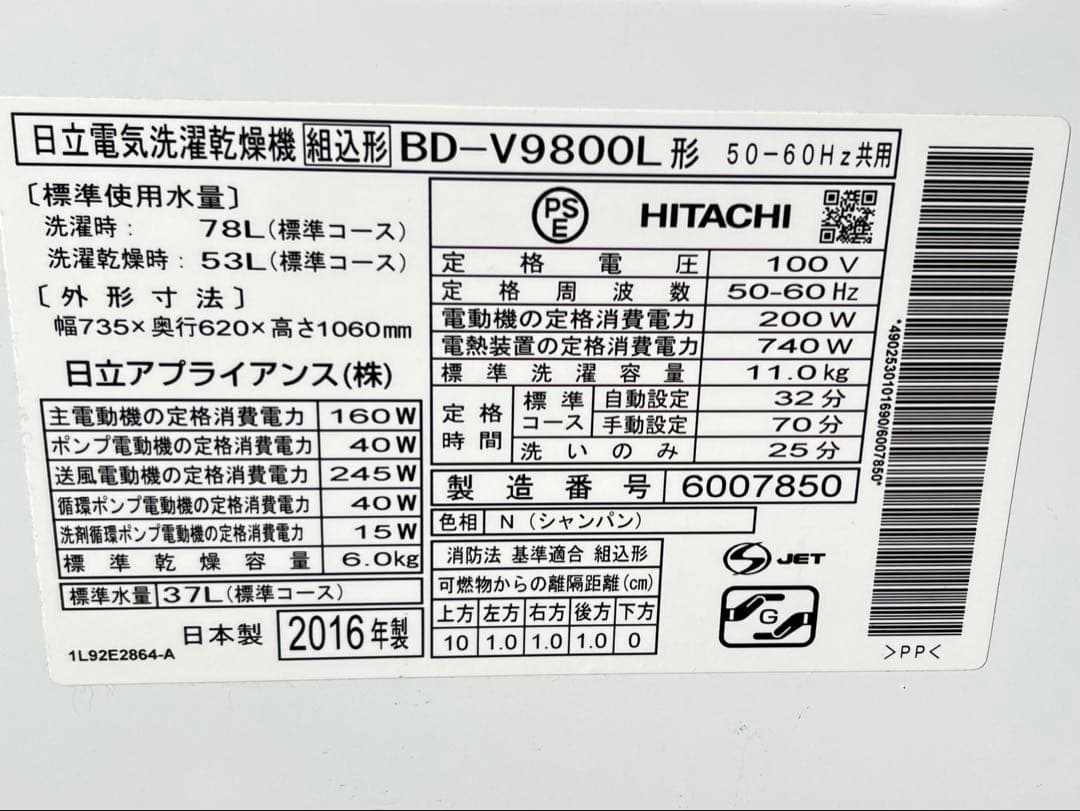 日立電気洗濯乾燥機 組込形 BD-V9800L形 50-60Hz共用
〔標準使用水量〕
洗濯時: 78L(標準コース)
洗濯乾燥時: 53L(標準コース)
〔外形寸法〕
幅735×奥行620×高さ1060mm
日立アプライアンス(株)
主電動機の定格消費電力 160W
ポンプ電動機の定格消費電力 40W
送風電動機の定格消費電力 245W
循環ポンプ電動機の定格消費電力 40W
洗剤循環ポンプ電動機の定格消費電力 15W
標準乾燥容量 6.0kg
標準水量 37L(標準コース)
日本製 2016年製
1L92E2864-A
PSE HITACHI
定格電圧 100V
定格周波数 50-60Hz
電動機の定格消費電力 200W
電熱装置の定格消費電力 740W
標準洗濯容量 11.0kg
定格時間 標準コース 自動設定 32分
手動設定 70分
洗いのみ 25分
製造番号 6007850
色相 N(シャンパン)
消防法 基準適合 組込形
可燃物からの離隔距離(cm)
上方 左方 右方 後方 下方
10 1.0 1.0 1.0 0
S JET
G
*4902530101690/6007850*
>PP<